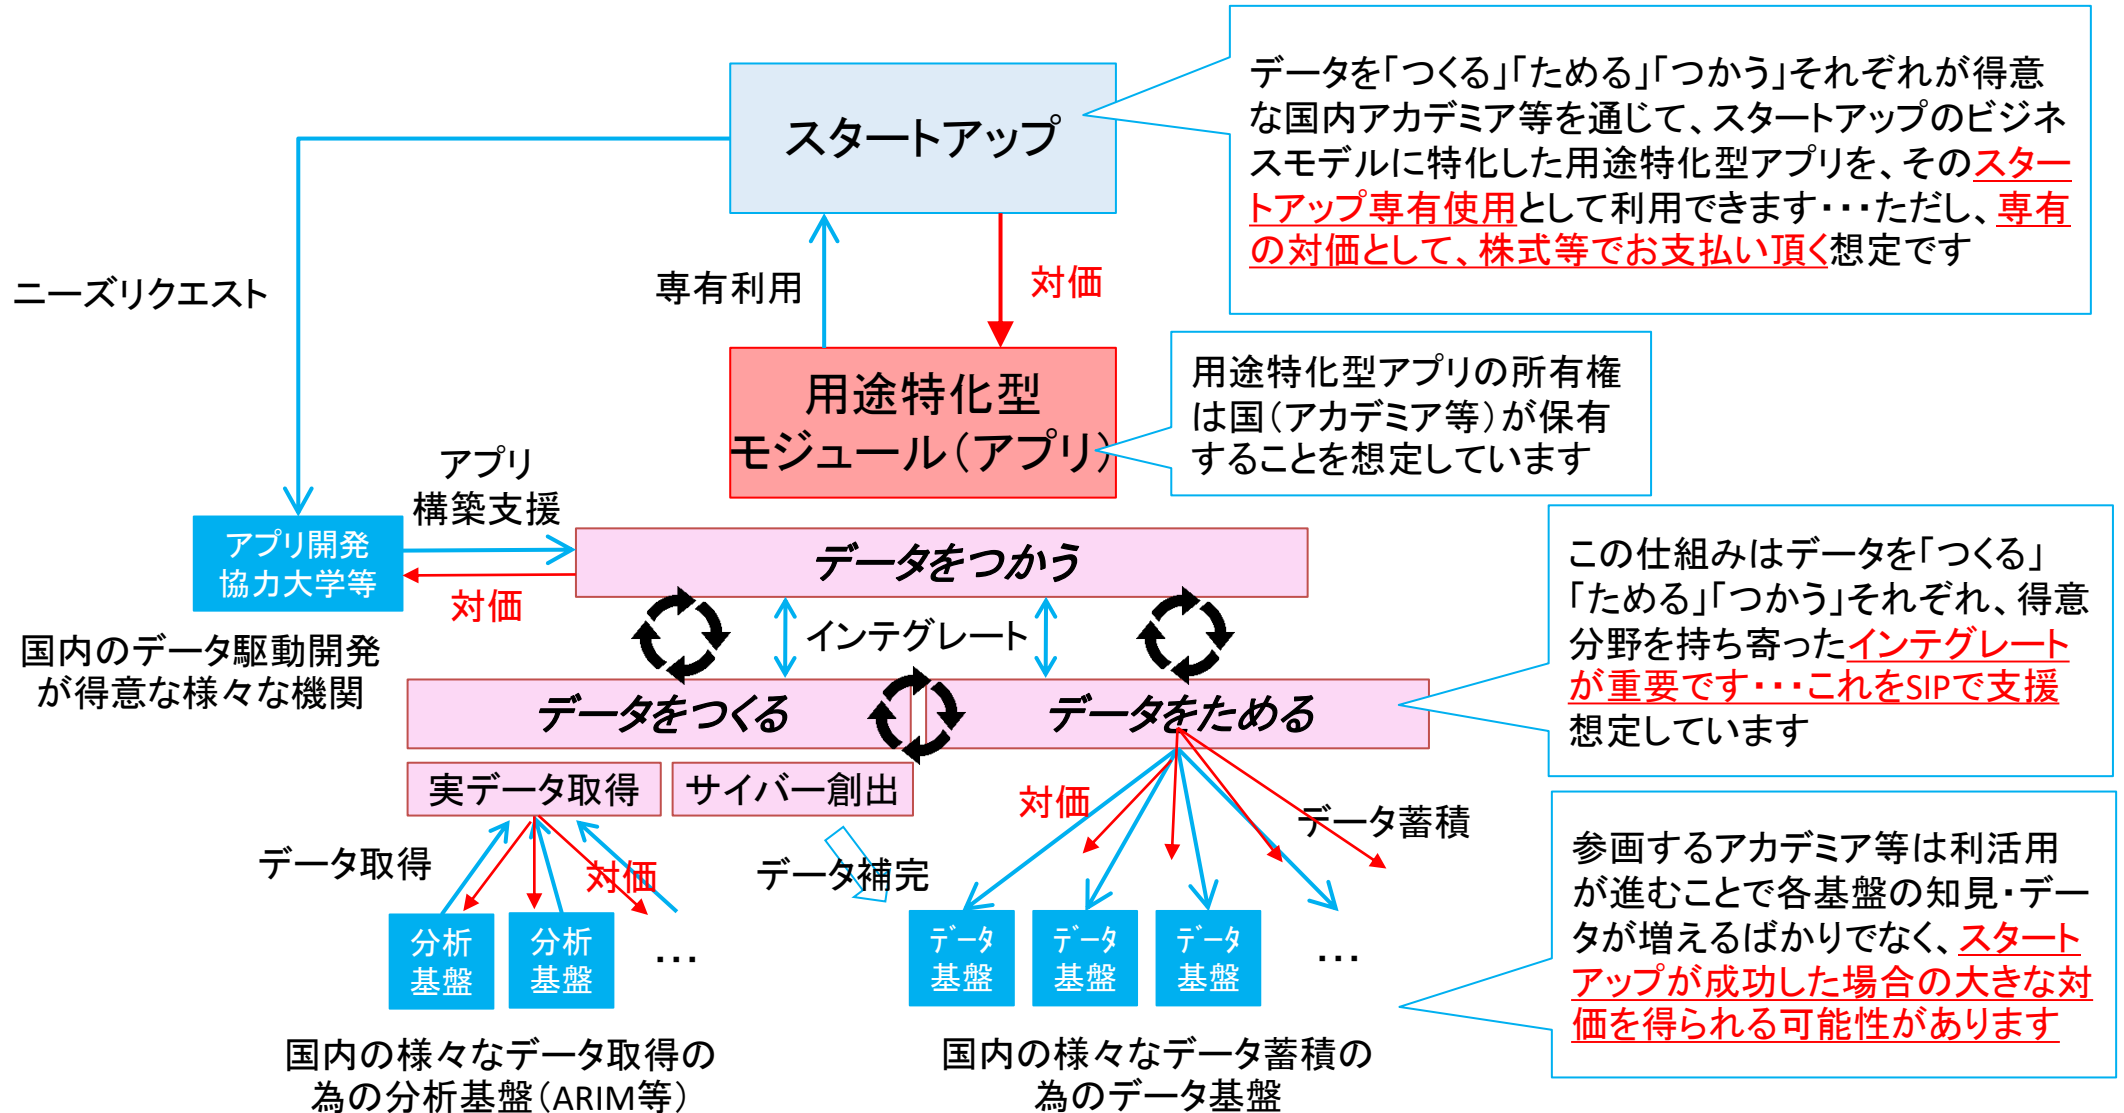 スタートアップ
データを「つくる」「ためる」「つかう」それぞれが得意
な国内アカデミア等を通じて、スタートアップのビジネ
スモデルに特化した用途特化型アプリを、そのスター
トアップ専有使用として利用できます・・・ただし、専有
の対価として、株式等でお支払い頂く想定です
ニーズリクエスト
専有利用
対価
用途特化型
モジュール（アプリ）
用途特化型アプリの所有権
は国（アカデミア等）が保有
することを想定しています
アプリ
構築支援
アプリ開発
協力大学等
対価
国内のデータ駆動開発
が得意な様々な機関
データをつかう
インテグレート
データをつくる
データをためる
この仕組みはデータを「つくる」
「ためる」「つかう」それぞれ、得意
分野を持ち寄ったインテグレート
が重要です・・・これをSIPで支援
想定しています
実データ取得
サイバー創出
データ取得
対価
データ補完
対価
データ蓄積
分析
基盤
分析
基盤
…
ﾃﾞｰﾀ
基盤
ﾃﾞｰﾀ
基盤
ﾃﾞｰﾀ
基盤
…
国内の様々なデータ取得の
為の分析基盤（ARIM等）
国内の様々なデータ蓄積の
為のデータ基盤
参画するアカデミア等は利活用
が進むことで各基盤の知見・デー
タが増えるばかりでなく、スタート
アップが成功した場合の大きな対
価を得られる可能性があります